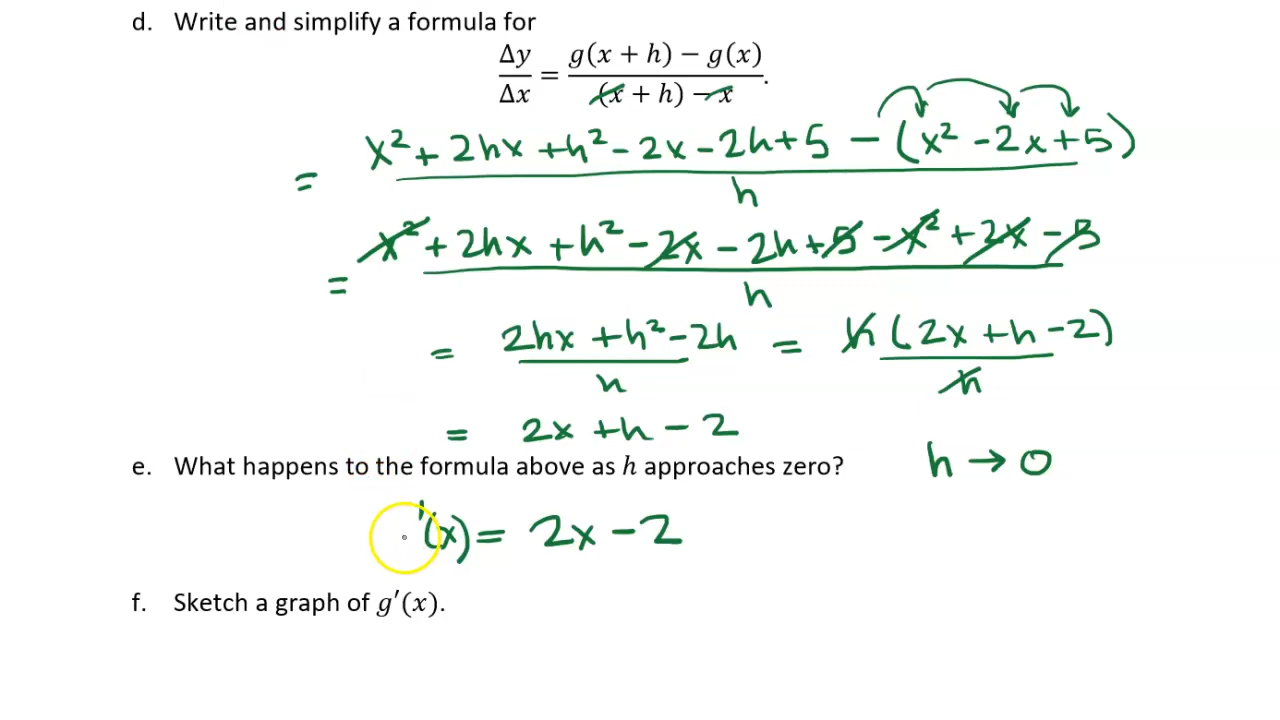 d. Write and simplify a formula for
Δy/Δx = g(x + h) − g(x)/(x + h) − x.
= x² + 2hx + h² - 2x - 2h + 5 - (x² - 2x + 5)/h
= x² + 2hx + h² - 2x - 2h + 5 - x² + 2x - 5/h
= 2hx + h² - 2h/h = h(2x + h - 2)/h
= 2x + h - 2
e. What happens to the formula above as h approaches zero? h → 0
'(x) = 2x - 2
f. Sketch a graph of g′(x).